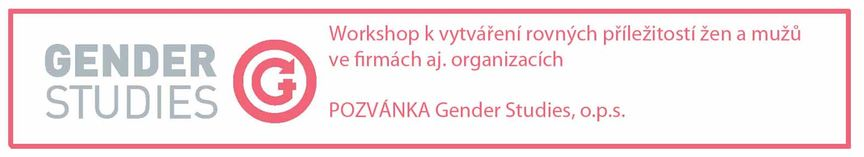 GENDER
STUDIES
Workshop k vytváření rovných příležitostí žen a mužů
ve firmách aj. organizacích
POZVÁNKA Gender Studies, o.p.s.